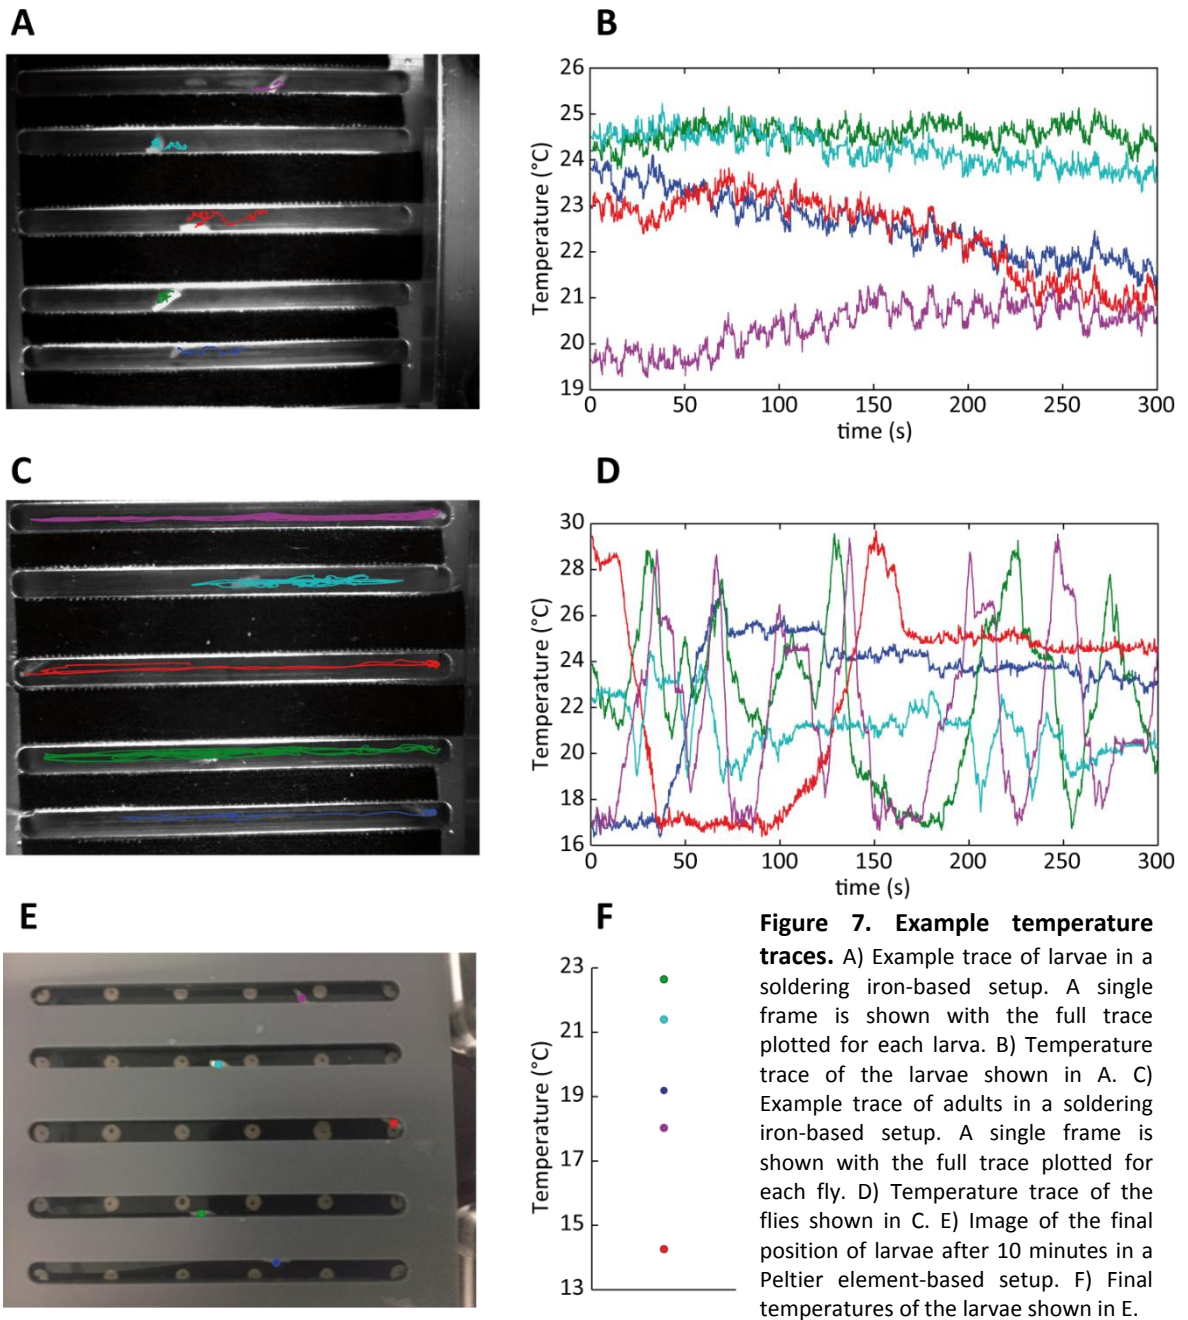 A
B
26
25
24
23
22
21
20
19
Temperature (°C)
0 50 100 150 200 250 300
time (s)
C
D
30
28
26
24
22
20
18
16
Temperature (°C)
0 50 100 150 200 250 300
time (s)
E
F
23
21
19
17
15
13
Temperature (°C)
Figure 7. Example temperature
traces. A) Example trace of larvae in a
soldering iron-based setup. A single
frame is shown with the full trace
plotted for each larva. B) Temperature
trace of the larvae shown in A. C)
Example trace of adults in a soldering
iron-based setup. A single frame is
shown with the full trace plotted for
each fly. D) Temperature trace of the
flies shown in C. E) Image of the final
position of larvae after 10 minutes in a
Peltier element-based setup. F) Final
temperatures of the larvae shown in E.